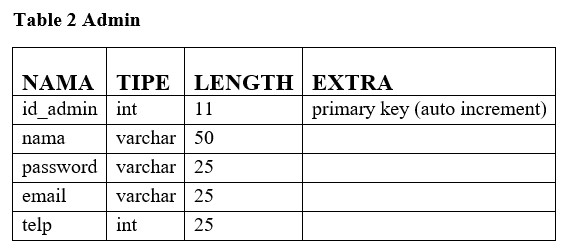 Table 2 Admin
NAMA TIPE LENGTH EXTRA
id_admin int 11 primary key (auto increment)
nama varchar 50
password varchar 25
email varchar 25
telp int 25